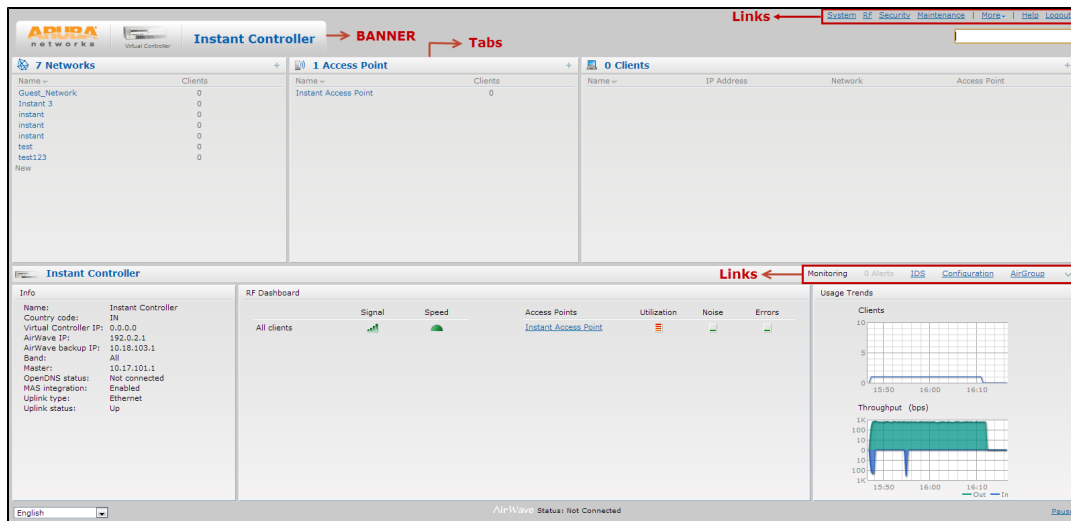 Links
System RF Security Maintenance | More | Help Logout
ARUBA
networks
Virtual Controller
Instant Controller
BANNER
Tabs
7 Networks +
Name Clients
Guest_Network 0
Instant 3 0
instant 0
instant 0
instant 0
test 0
test123 0
New
1 Access Point +
Name Clients
Instant Access Point 0
0 Clients +
Name IP Address Network Access Point
Instant Controller
Links
Monitoring 0 Alerts IDS Configuration AirGroup
Info
Name: Instant Controller
Country code: IN
Virtual Controller IP: 0.0.0.0
AirWave IP: 192.0.2.1
AirWave backup IP: 10.18.103.1
Band: All
Master: 10.17.101.1
OpenDNS status: Not connected
MAS integration: Enabled
Uplink type: Ethernet
Uplink status: Up
RF Dashboard
Signal Speed
All clients
Access Points Utilization Noise Errors
Instant Access Point
Usage Trends
Clients
10
5
0
15:50 16:00 16:10
Throughput (bps)
1K
100
10
0
10
100
1K
15:50 16:00 16:10
Out In
English
AirWave Status: Not Connected
Pause